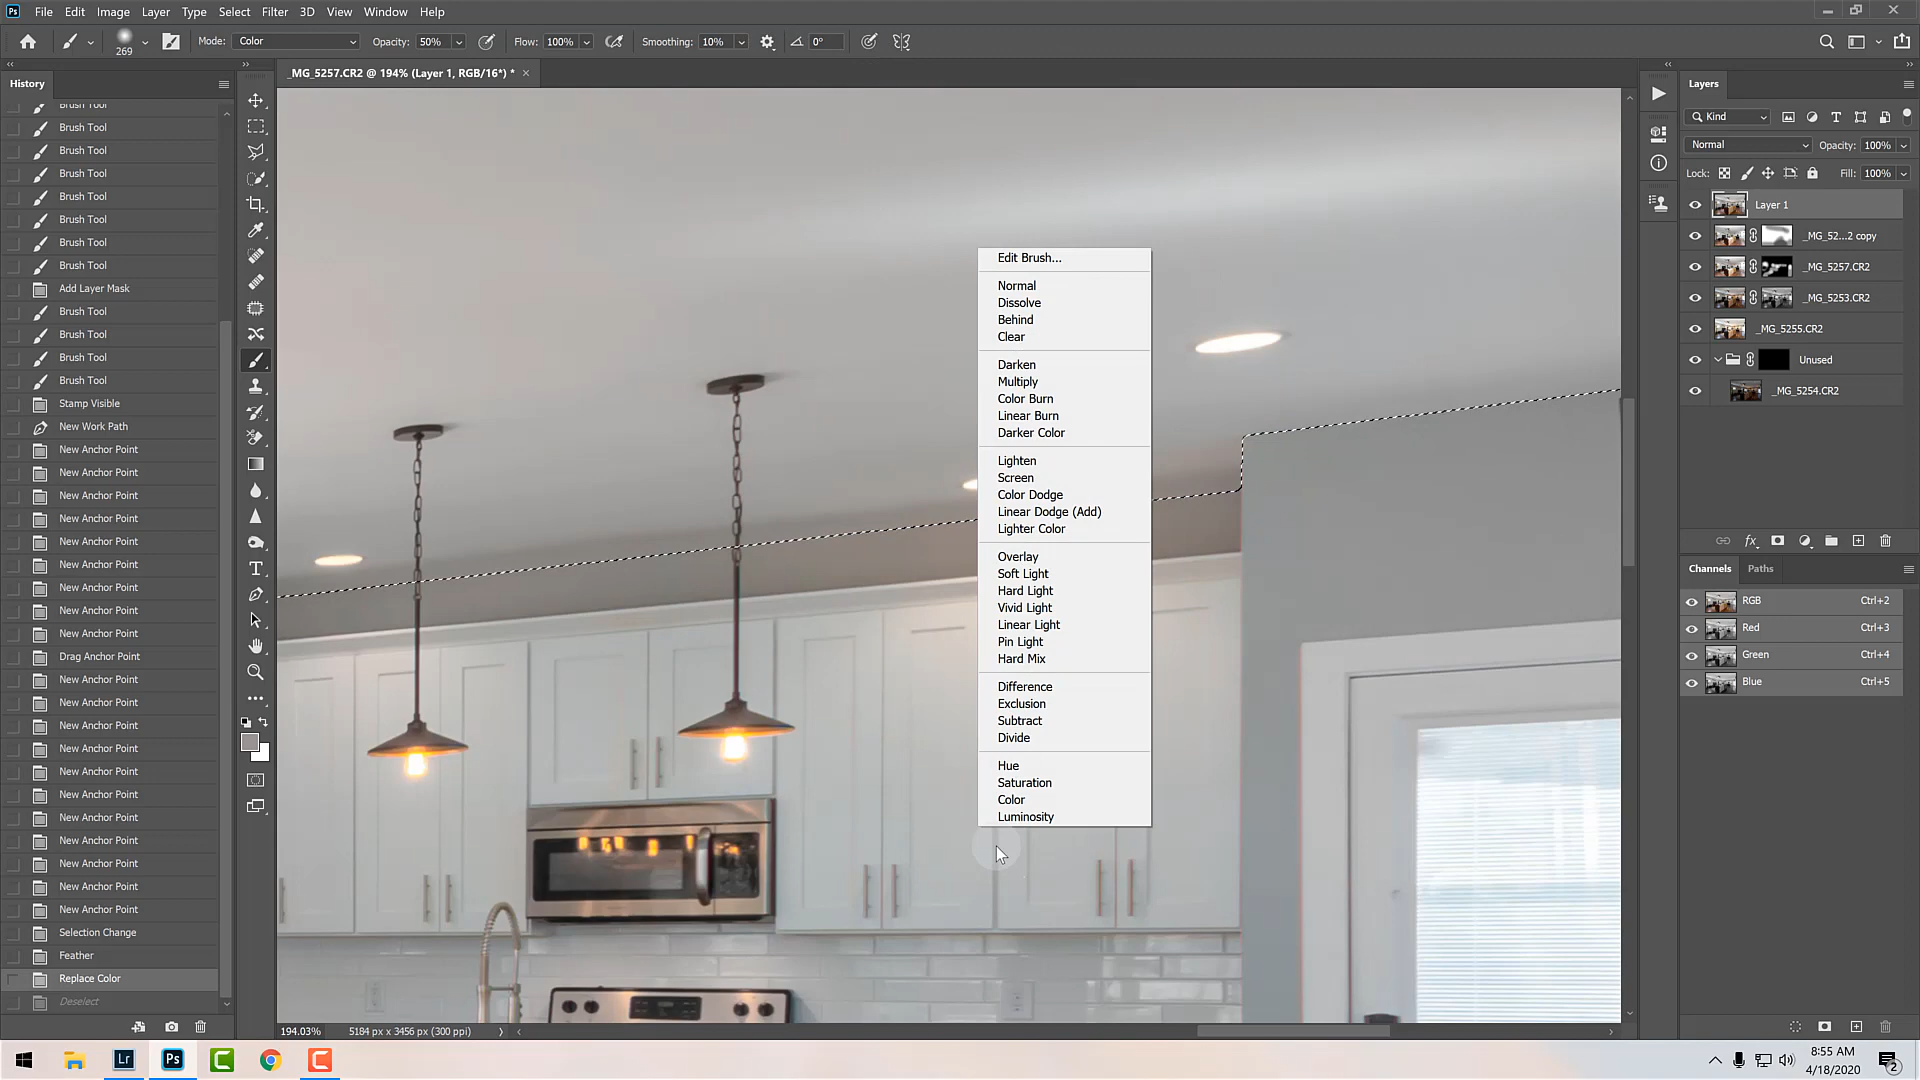 Ps File Edit Image Layer Type Select Filter 3D View Window Help
269 Mode: Color Opacity: 50% Flow: 100% Smoothing: 10% 0°
History
_MG_5257.CR2 @ 194% (Layer 1, RGB/16*) *
Brush Tool
Brush Tool
Brush Tool
Brush Tool
Brush Tool
Brush Tool
Brush Tool
Brush Tool
Add Layer Mask
Brush Tool
Brush Tool
Brush Tool
Brush Tool
Stamp Visible
New Work Path
New Anchor Point
New Anchor Point
New Anchor Point
New Anchor Point
New Anchor Point
New Anchor Point
New Anchor Point
New Anchor Point
New Anchor Point
Drag Anchor Point
New Anchor Point
New Anchor Point
New Anchor Point
New Anchor Point
New Anchor Point
New Anchor Point
New Anchor Point
New Anchor Point
New Anchor Point
New Anchor Point
New Anchor Point
Selection Change
Feather
Replace Color
Deselect
Edit Brush...
Normal
Dissolve
Behind
Clear
Darken
Multiply
Color Burn
Linear Burn
Darker Color
Lighten
Screen
Color Dodge
Linear Dodge (Add)
Lighter Color
Overlay
Soft Light
Hard Light
Vivid Light
Linear Light
Pin Light
Hard Mix
Difference
Exclusion
Subtract
Divide
Hue
Saturation
Color
Luminosity
Layers
Kind
Normal Opacity: 100%
Lock: Fill: 100%
Layer 1
_MG_52...2 copy
_MG_5257.CR2
_MG_5253.CR2
_MG_5255.CR2
Unused
_MG_5254.CR2
Channels Paths
RGB Ctrl+2
Red Ctrl+3
Green Ctrl+4
Blue Ctrl+5
194.03% 5184 px x 3456 px (300 ppi)
Lr Ps C C
8:55 AM
4/18/2020
2